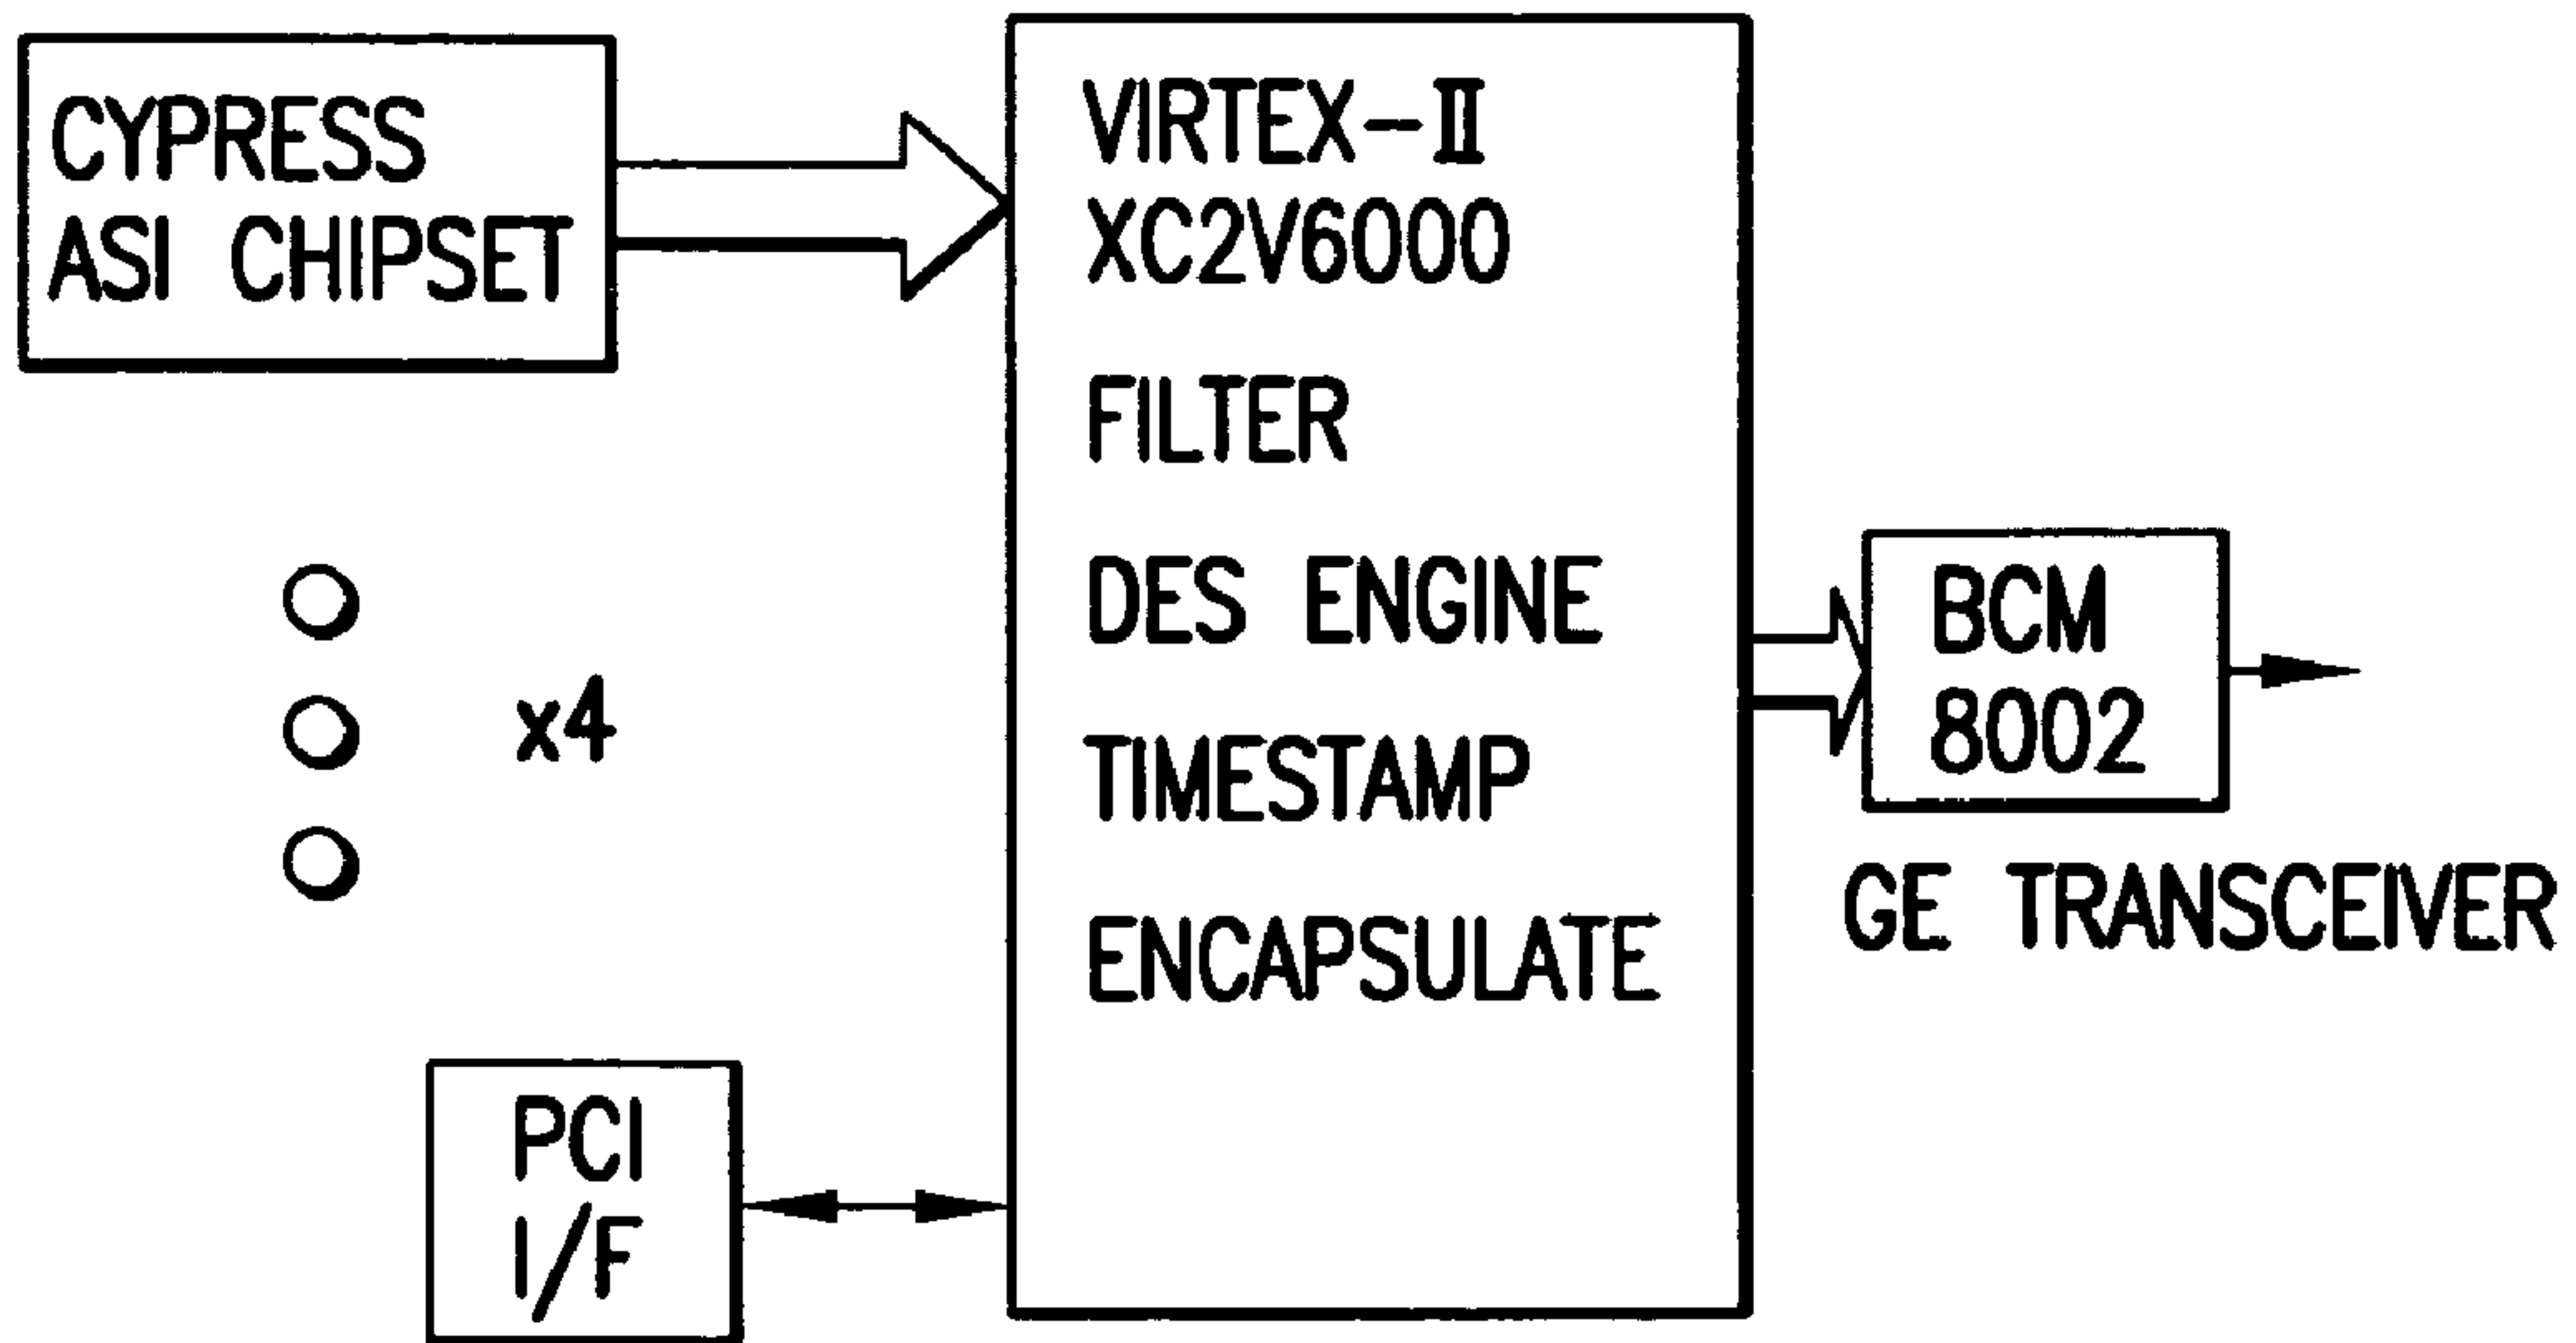 CYPRESS
ASI CHIPSET
x4
PCI
I/F
VIRTEX-II
XC2V6000
FILTER
DES ENGINE
TIMESTAMP
ENCAPSULATE
BCM
8002
GE TRANSCEIVER